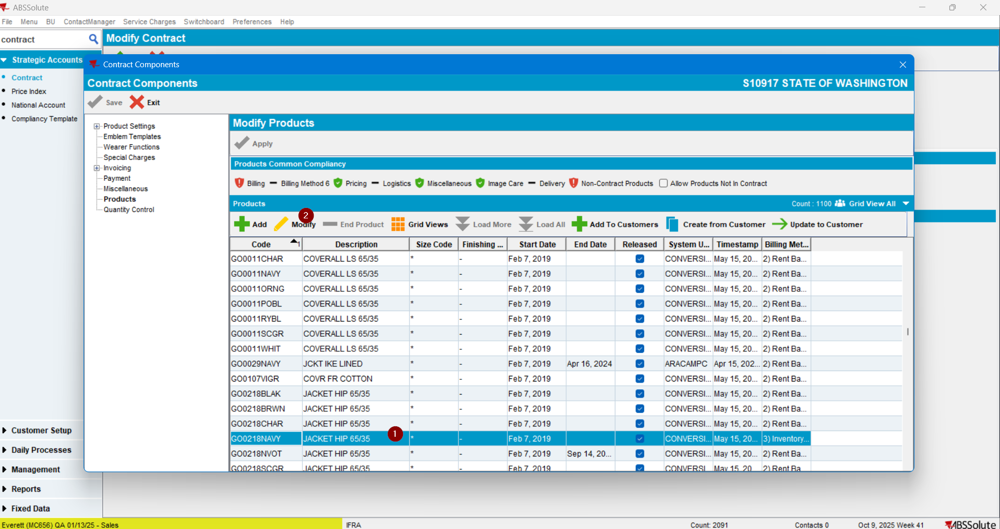 ABSSolute
File Menu BU ContactManager Service Charges Switchboard Preferences Help
contract
Modify Contract
Strategic Accounts
Contract
Price Index
National Account
Compliancy Template
Customer Setup
Daily Processes
Management
Reports
Fixed Data
Contract Components
Contract Components S10917 STATE OF WASHINGTON
Save Exit
Product Settings
Emblem Templates
Wearer Functions
Special Charges
Invoicing
Payment
Miscellaneous
Products
Quantity Control
Modify Products
Apply
Products Common Compliancy
Billing Billing Method 6 Pricing Logistics Miscellaneous Image Care Delivery Non-Contract Products Allow Products Not In Contract
Products Count : 1100 Grid View All
2
Add Modify End Product Grid Views Load More Load All Add To Customers Create from Customer Update to Customer
Code 1 Description Size Code Finishing ... Start Date End Date Released System U... Timestamp Billing Met...
GO0011CHAR COVERALL LS 65/35 * - Feb 7, 2019 CONVERSI... May 15, 20... 2) Rent Ba...
GO0011NAVY COVERALL LS 65/35 * - Feb 7, 2019 CONVERSI... May 15, 20... 2) Rent Ba...
GO0011ORNG COVERALL LS 65/35 * - Feb 7, 2019 CONVERSI... May 15, 20... 2) Rent Ba...
GO0011POBL COVERALL LS 65/35 * - Feb 7, 2019 CONVERSI... May 15, 20... 2) Rent Ba...
GO0011RYBL COVERALL LS 65/35 * - Feb 7, 2019 CONVERSI... May 15, 20... 2) Rent Ba...
GO0011SCGR COVERALL LS 65/35 * - Feb 7, 2019 CONVERSI... May 15, 20... 2) Rent Ba...
GO0011WHIT COVERALL LS 65/35 * - Feb 7, 2019 CONVERSI... May 15, 20... 2) Rent Ba...
GO0029NAVY JCKT IKE LINED * - Feb 7, 2019 Apr 16, 2024 ARACAMPC Apr 15, 202... 2) Rent Ba...
GO0107VIGR COVR FR COTTON * - Feb 7, 2019 CONVERSI... May 15, 20... 2) Rent Ba...
GO0218BLAK JACKET HIP 65/35 * - Feb 7, 2019 CONVERSI... May 15, 20... 2) Rent Ba...
GO0218BRWN JACKET HIP 65/35 * - Feb 7, 2019 CONVERSI... May 15, 20... 2) Rent Ba...
GO0218CHAR JACKET HIP 65/35 * - Feb 7, 2019 CONVERSI... May 15, 20... 2) Rent Ba...
GO0218NAVY JACKET HIP 65/35 1 * - Feb 7, 2019 CONVERSI... May 15, 20... 3) Inventory...
GO0218NVOT JACKET HIP 65/35 * - Feb 7, 2019 Sep 14, 20... CONVERSI... May 15, 20... 2) Rent Ba...
GO0218SCGR JACKET HIP 65/35 * - Feb 7, 2019 CONVERSI May 15, 20 2) Rent Ba
Everett (MC656) QA 01/13/25 - Sales IFRA Count: 2091 Contacts 0 Oct 9, 2025 Week 41 ABSSolute